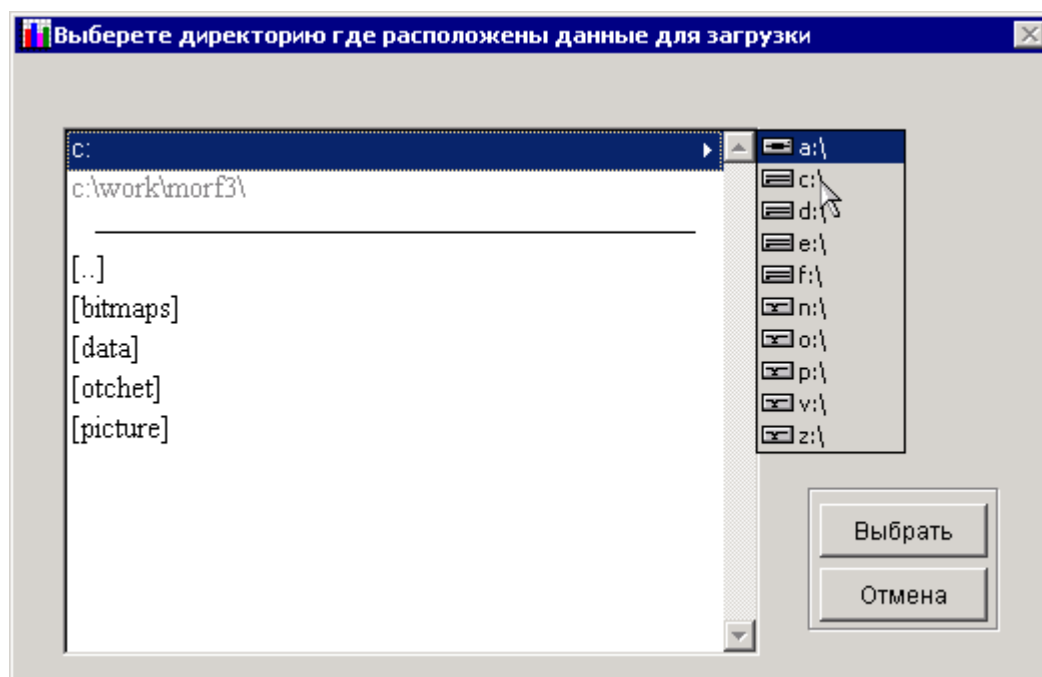 Выберете директорию где расположены данные для загрузки
c:
c:\work\morf3\
[..]
[bitmaps]
[data]
[otchet]
[picture]
a:\
c:\
d:\
e:\
f:\
n:\
o:\
p:\
v:\
z:\
Выбрать
Отмена